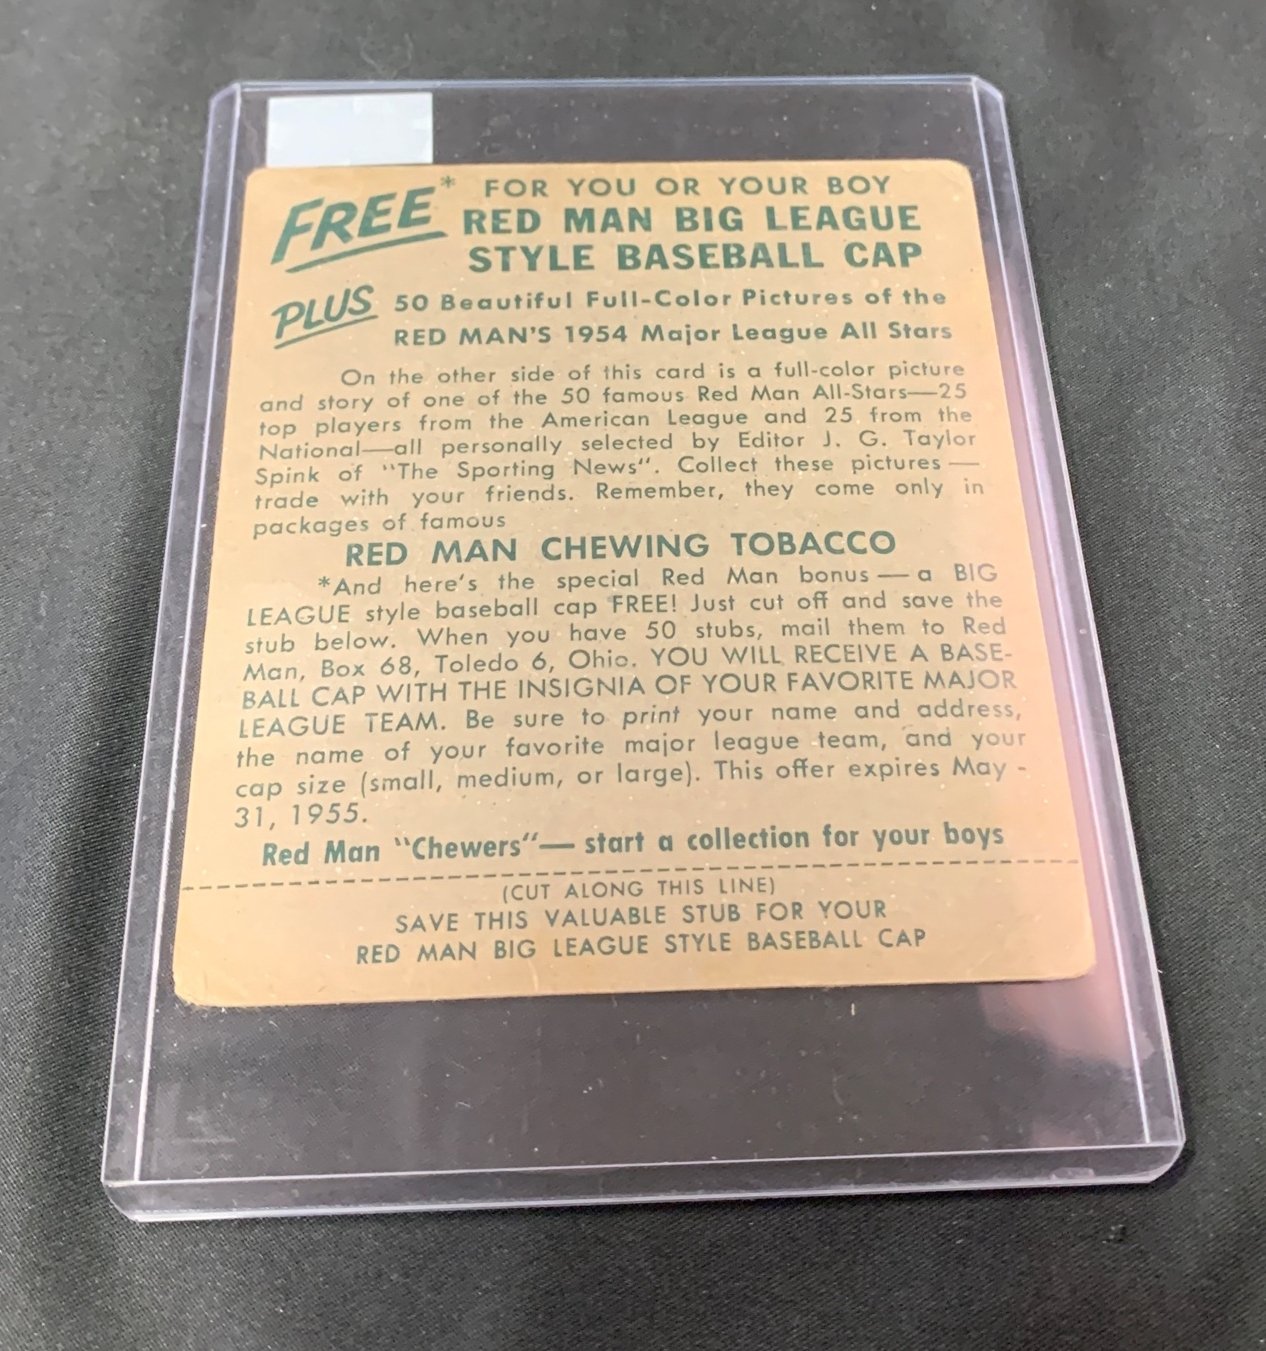 FREE* FOR YOU OR YOUR BOY
RED MAN BIG LEAGUE
STYLE BASEBALL CAP
PLUS 50 Beautiful Full-Color Pictures of the
RED MAN'S 1954 Major League All Stars
On the other side of this card is a full-color picture
and story of one of the 50 famous Red Man All-Stars—25
top players from the American League and 25 from the
National—all personally selected by Editor J. G. Taylor
Spink of "The Sporting News". Collect these pictures —
trade with your friends. Remember, they come only in
packages of famous
RED MAN CHEWING TOBACCO
*And here's the special Red Man bonus — a BIG
LEAGUE style baseball cap FREE! Just cut off and save the
stub below. When you have 50 stubs, mail them to Red
Man, Box 68, Toledo 6, Ohio. YOU WILL RECEIVE A BASE-
BALL CAP WITH THE INSIGNIA OF YOUR FAVORITE MAJOR
LEAGUE TEAM. Be sure to print your name and address,
the name of your favorite major league team, and your
cap size (small, medium, or large). This offer expires May -
31, 1955.
Red Man "Chewers"— start a collection for your boys
(CUT ALONG THIS LINE)
SAVE THIS VALUABLE STUB FOR YOUR
RED MAN BIG LEAGUE STYLE BASEBALL CAP